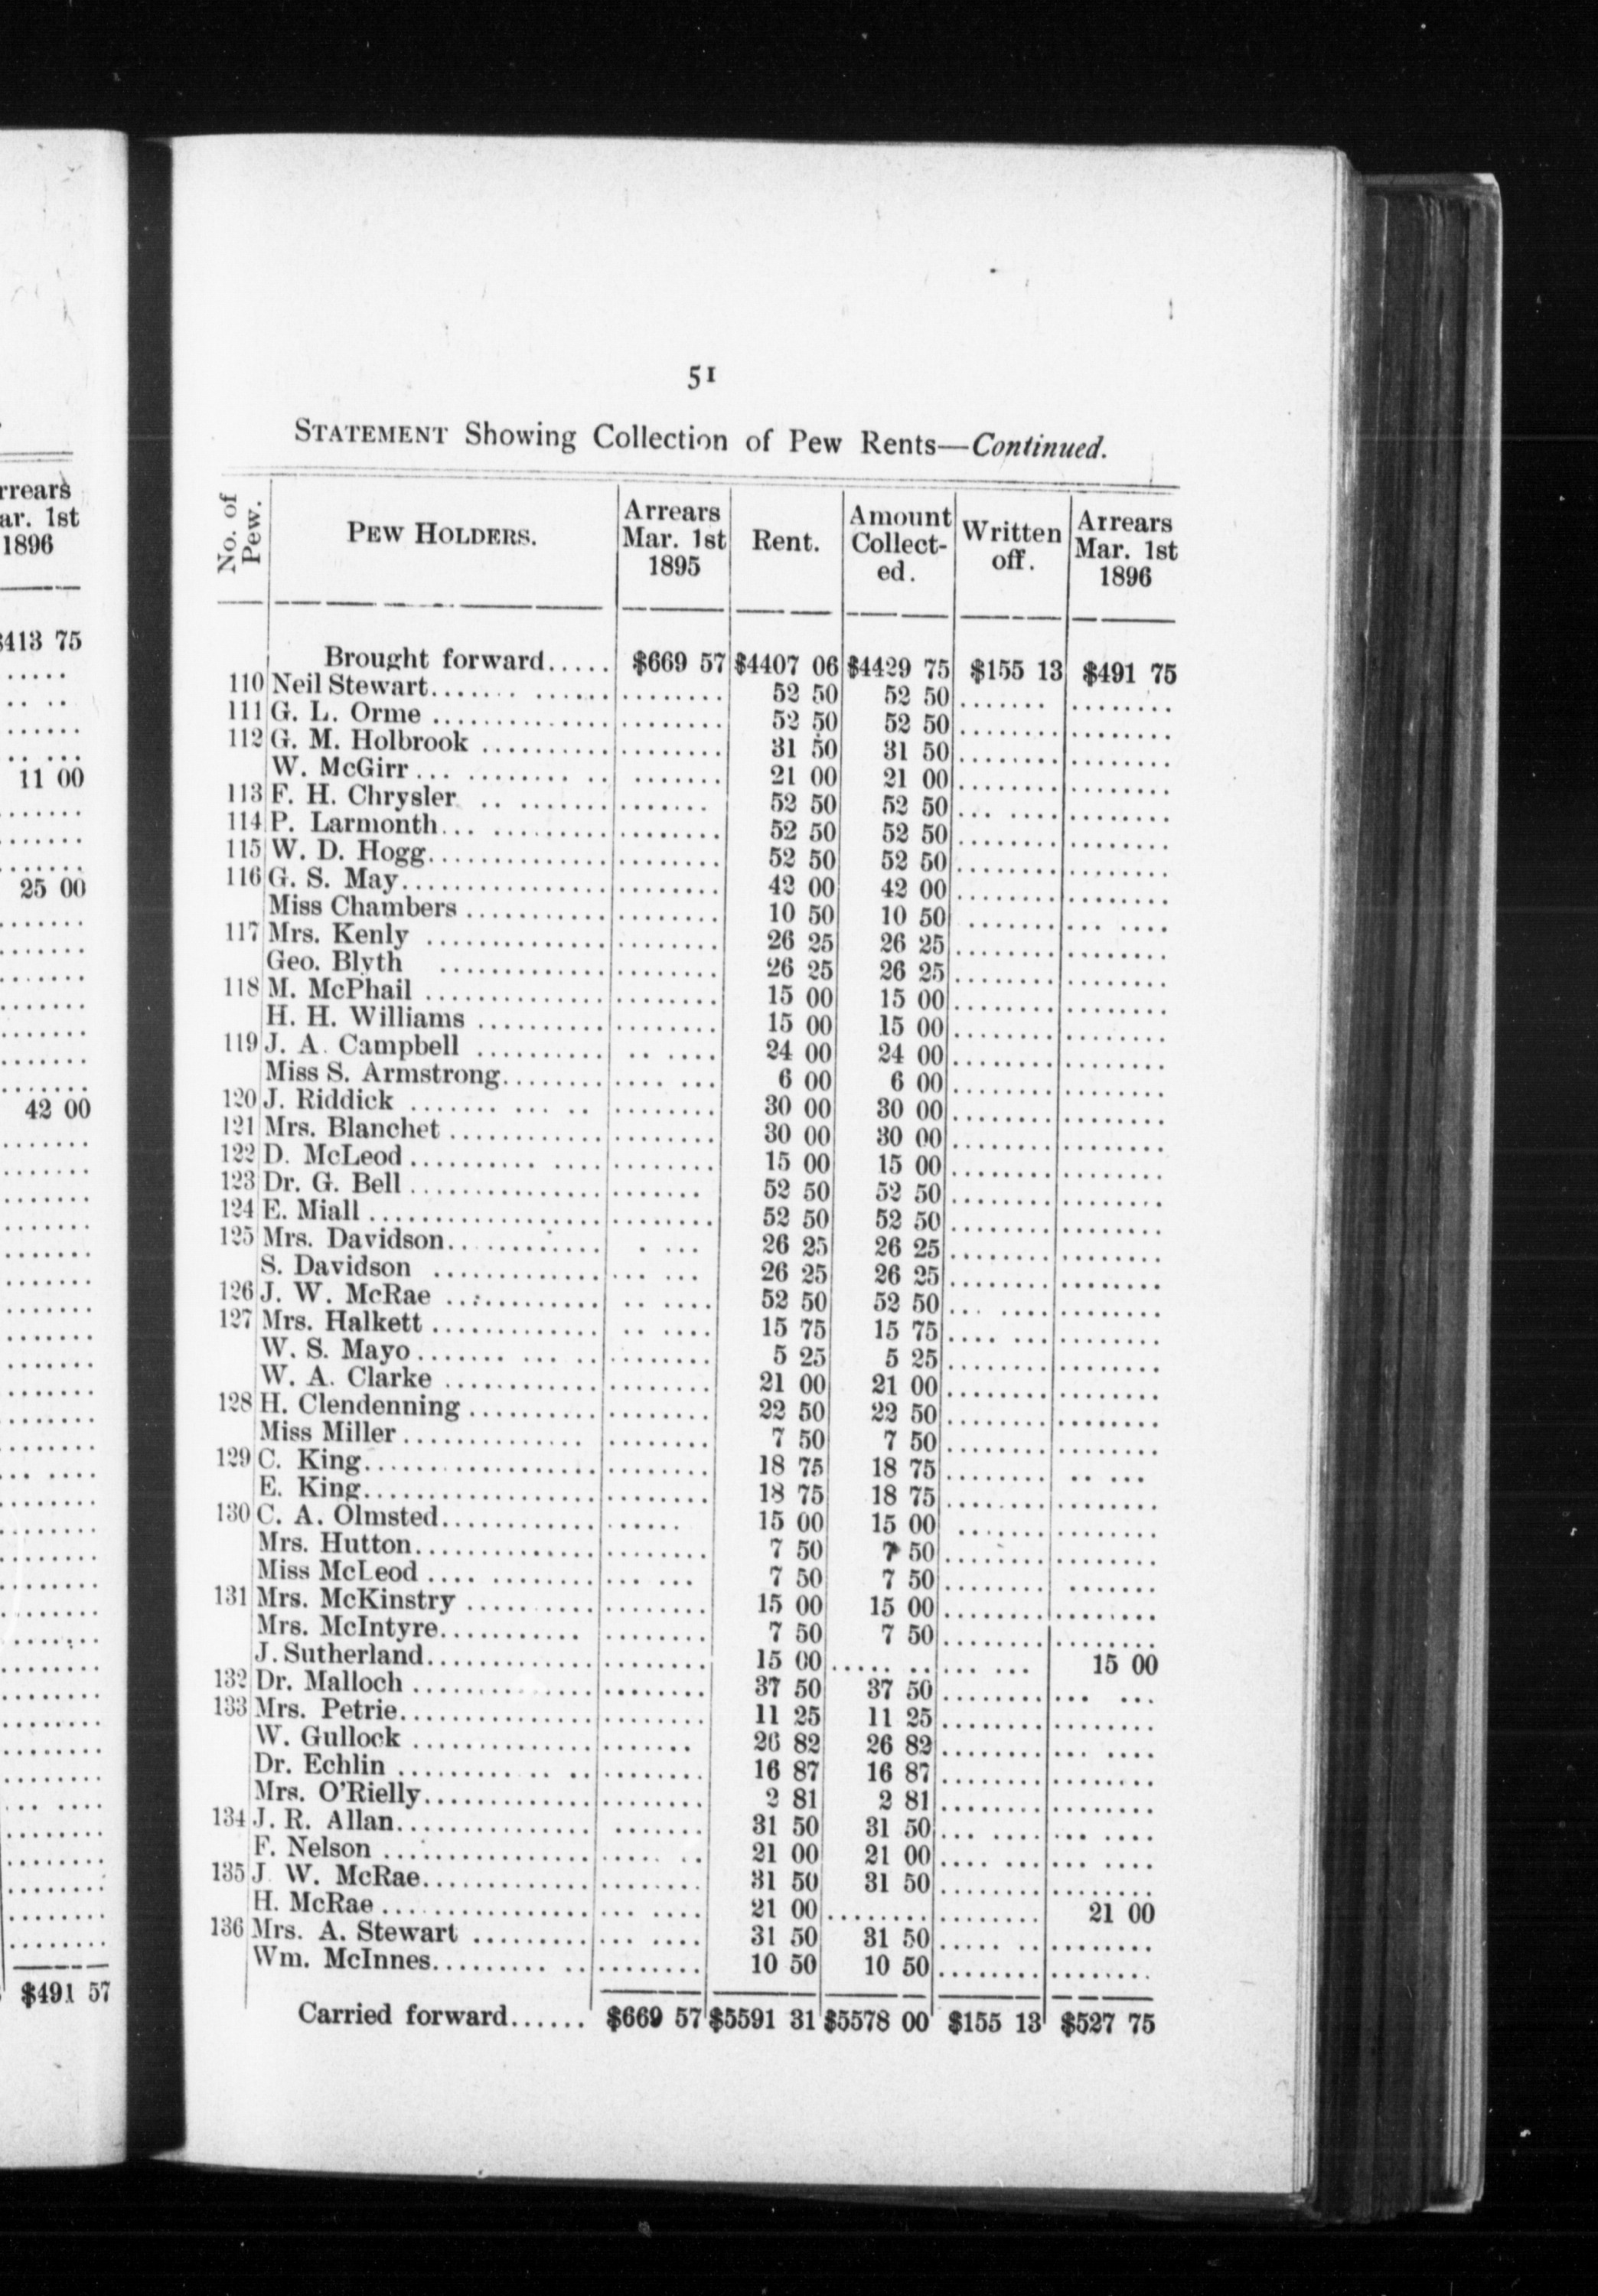 rrears
ar. 1st
1896
$413 75
11 00
25 00
42 00
$491 57
51
STATEMENT Showing Collection of Pew Rents—Continued.
No. of Pew. PEW HOLDERS. Arrears Mar. 1st 1895 Rent. Amount Collect-ed. Written off. Arrears Mar. 1st 1896
Brought forward..... $669 57 $4407 06 $4429 75 $155 13 $491 75
110 Neil Stewart 52 50 52 50
111 G. L. Orme 52 50 52 50
112 G. M. Holbrook 31 50 31 50
W. McGirr 21 00 21 00
113 F. H. Chrysler 52 50 52 50
114 P. Larmonth 52 50 52 50
115 W. D. Hogg 52 50 52 50
116 G. S. May 42 00 42 00
Miss Chambers 10 50 10 50
117 Mrs. Kenly 26 25 26 25
Geo. Blyth 26 25 26 25
118 M. McPhail 15 00 15 00
H. H. Williams 15 00 15 00
119 J. A. Campbell 24 00 24 00
Miss S. Armstrong 6 00 6 00
120 J. Riddick 30 00 30 00
121 Mrs. Blanchet 30 00 30 00
122 D. McLeod 15 00 15 00
123 Dr. G. Bell 52 50 52 50
124 E. Miall 52 50 52 50
125 Mrs. Davidson 26 25 26 25
S. Davidson 26 25 26 25
126 J. W. McRae 52 50 52 50
127 Mrs. Halkett 15 75 15 75
W. S. Mayo 5 25 5 25
W. A. Clarke 21 00 21 00
128 H. Clendenning 22 50 22 50
Miss Miller 7 50 7 50
129 C. King 18 75 18 75
E. King 18 75 18 75
130 C. A. Olmsted 15 00 15 00
Mrs. Hutton 7 50 7 50
Miss McLeod 7 50 7 50
131 Mrs. McKinstry 15 00 15 00
Mrs. McIntyre 7 50 7 50
J. Sutherland 15 00 15 00
132 Dr. Malloch 37 50 37 50
133 Mrs. Petrie 11 25 11 25
W. Gullock 26 82 26 82
Dr. Echlin 16 87 16 87
Mrs. O'Rielly 2 81 2 81
134 J. R. Allan 31 50 31 50
F. Nelson 21 00 21 00
135 J. W. McRae 31 50 31 50
H. McRae 21 00 21 00
136 Mrs. A. Stewart 31 50 31 50
Wm. McInnes 10 50 10 50
Carried forward...... $669 57 $5591 31 $5578 00 $155 13 $527 75